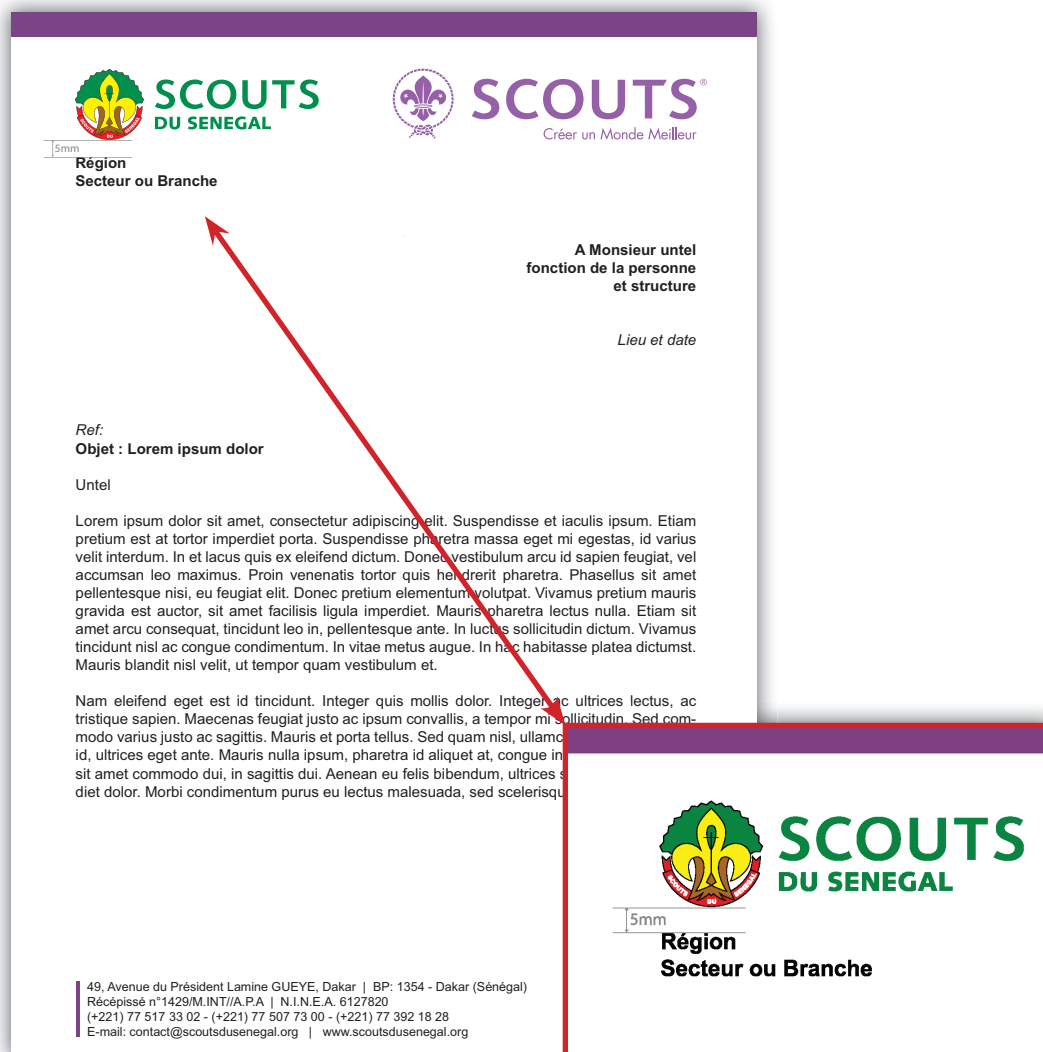 SCOUTS
DU SENEGAL
SCOUTS
DU
SENEGAL
SCOUTS®
Créer un Monde Meilleur
5mm
Région
Secteur ou Branche
A Monsieur untel
fonction de la personne
et structure
Lieu et date
Ref:
Objet : Lorem ipsum dolor
Untel
Lorem ipsum dolor sit amet, consectetur adipiscing elit. Suspendisse et iaculis ipsum. Etiam
pretium est at tortor imperdiet porta. Suspendisse pharetra massa eget mi egestas, id varius
velit interdum. In et lacus quis ex eleifend dictum. Donec vestibulum arcu id sapien feugiat, vel
accumsan leo maximus. Proin venenatis tortor quis hendrerit pharetra. Phasellus sit amet
pellentesque nisi, eu feugiat elit. Donec pretium elementum volutpat. Vivamus pretium mauris
gravida est auctor, sit amet facilisis ligula imperdiet. Mauris pharetra lectus nulla. Etiam sit
amet arcu consequat, tincidunt leo in, pellentesque ante. In luctus sollicitudin dictum. Vivamus
tincidunt nisl ac congue condimentum. In vitae metus augue. In hac habitasse platea dictumst.
Mauris blandit nisl velit, ut tempor quam vestibulum et.
Nam eleifend eget est id tincidunt. Integer quis mollis dolor. Integer ac ultrices lectus, ac
tristique sapien. Maecenas feugiat justo ac ipsum convallis, a tempor mi sollicitudin. Sed com-
modo varius justo ac sagittis. Mauris et porta tellus. Sed quam nisl, ullamc
id, ultrices eget ante. Mauris nulla ipsum, pharetra id aliquet at, congue in
sit amet commodo dui, in sagittis dui. Aenean eu felis bibendum, ultrices s
diet dolor. Morbi condimentum purus eu lectus malesuada, sed scelerisqu
49, Avenue du Président Lamine GUEYE, Dakar | BP: 1354 - Dakar (Sénégal)
Récépissé n°1429/M.INT//A.P.A | N.I.N.E.A. 6127820
(+221) 77 517 33 02 - (+221) 77 507 73 00 - (+221) 77 392 18 28
E-mail: contact@scoutsdusenegal.org | www.scoutsdusenegal.org
SCOUTS
DU SENEGAL
SCOUTS
DU
SENEGAL
5mm
Région
Secteur ou Branche